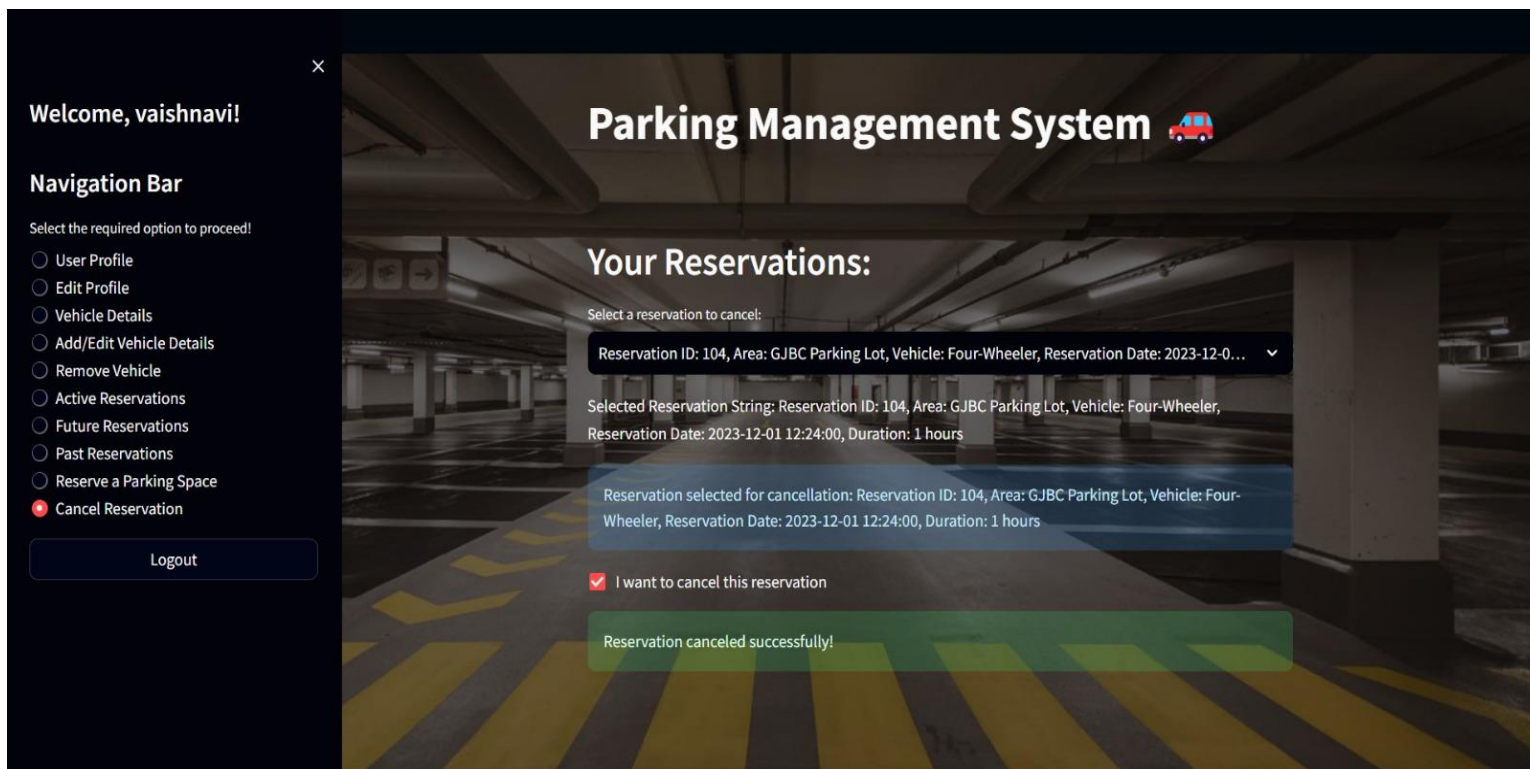 Welcome, vaishnavi!
Navigation Bar
Select the required option to proceed!
User Profile
Edit Profile
Vehicle Details
Add/Edit Vehicle Details
Remove Vehicle
Active Reservations
Future Reservations
Past Reservations
Reserve a Parking Space
Cancel Reservation
Logout
Parking Management System 🚗
Your Reservations:
Select a reservation to cancel:
Reservation ID: 104, Area: GJBC Parking Lot, Vehicle: Four-Wheeler, Reservation Date: 2023-12-0...
Selected Reservation String: Reservation ID: 104, Area: GJBC Parking Lot, Vehicle: Four-Wheeler,
Reservation Date: 2023-12-01 12:24:00, Duration: 1 hours
Reservation selected for cancellation: Reservation ID: 104, Area: GJBC Parking Lot, Vehicle: Four-
Wheeler, Reservation Date: 2023-12-01 12:24:00, Duration: 1 hours
I want to cancel this reservation
Reservation canceled successfully!